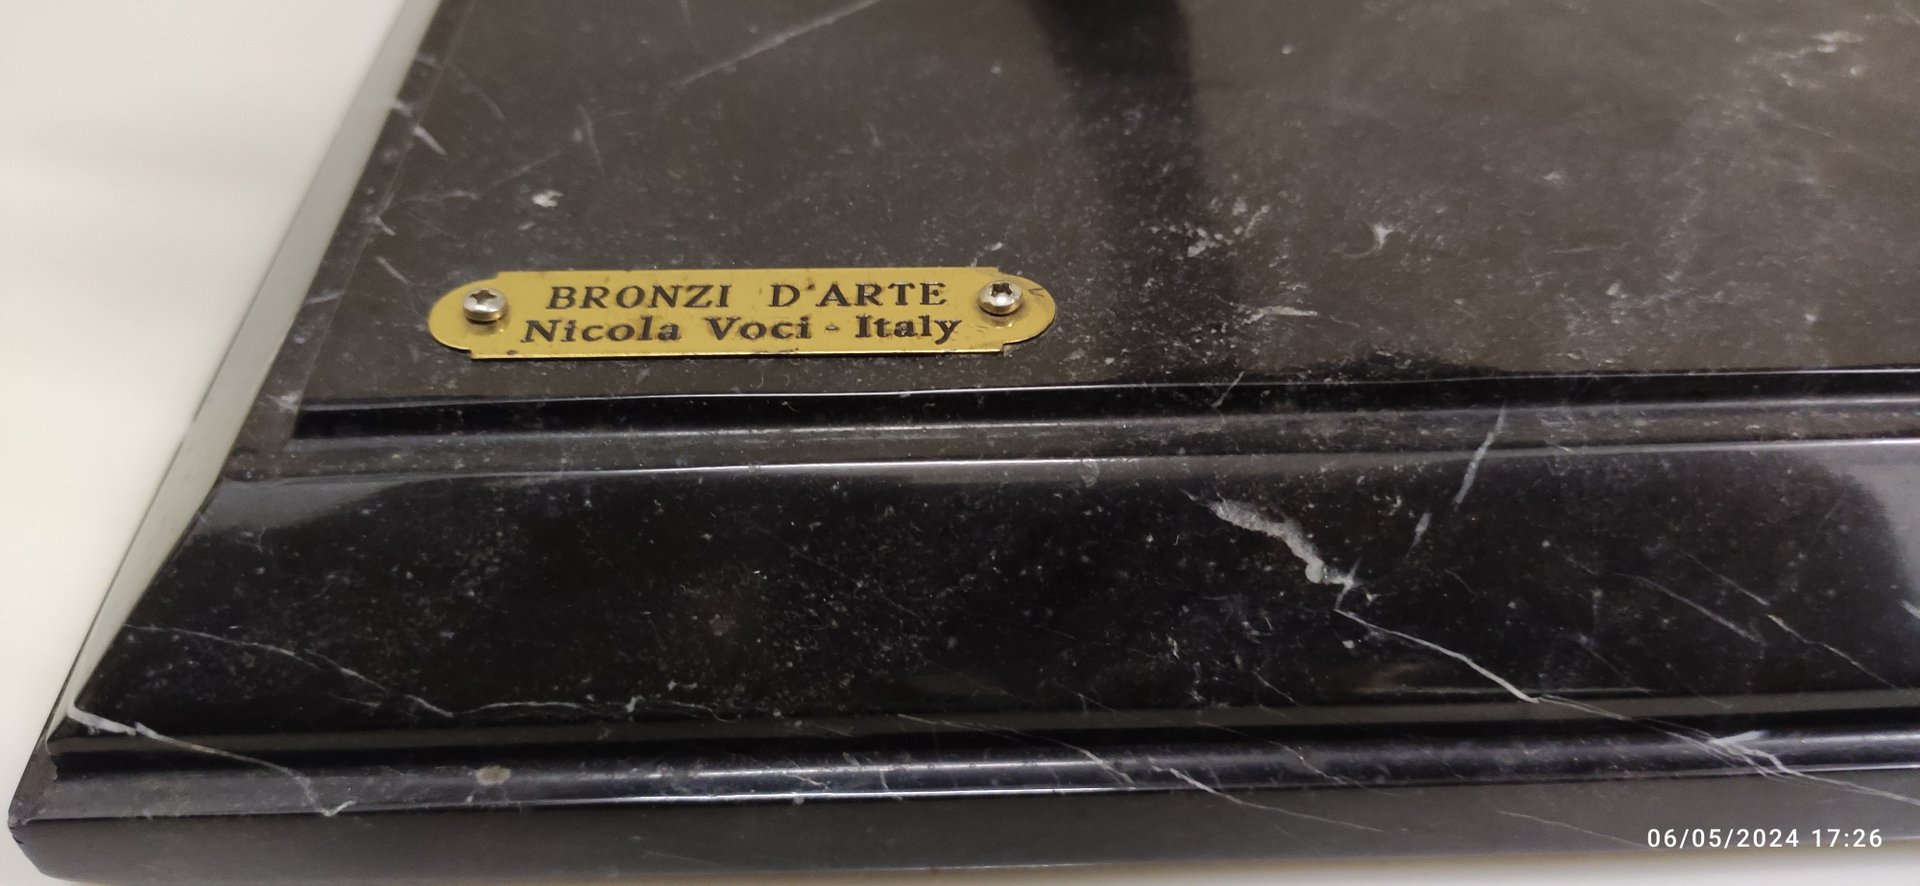 BRONZI D'ARTE
Nicola Voci - Italy
06/05/2024 17:26